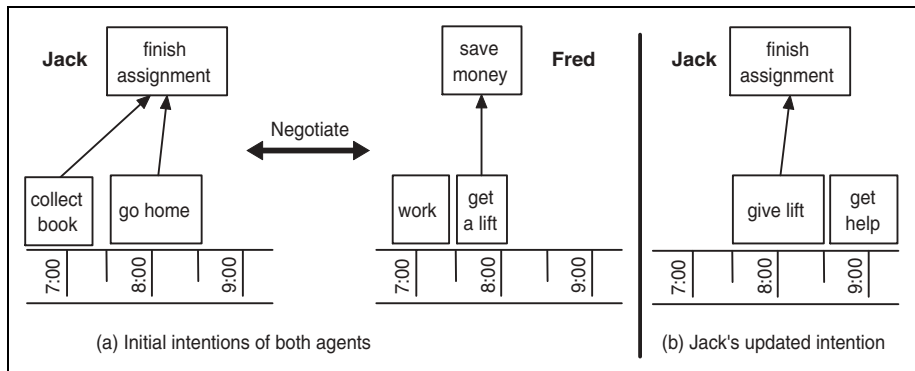 Jack
finish
assignment
save
money
Fred
Negotiate
collect
book
go home
work
get
a lift
7:00
8:00
9:00
7:00
8:00
9:00
(a) Initial intentions of both agents
Jack
finish
assignment
give lift
get
help
7:00
8:00
9:00
(b) Jack's updated intention